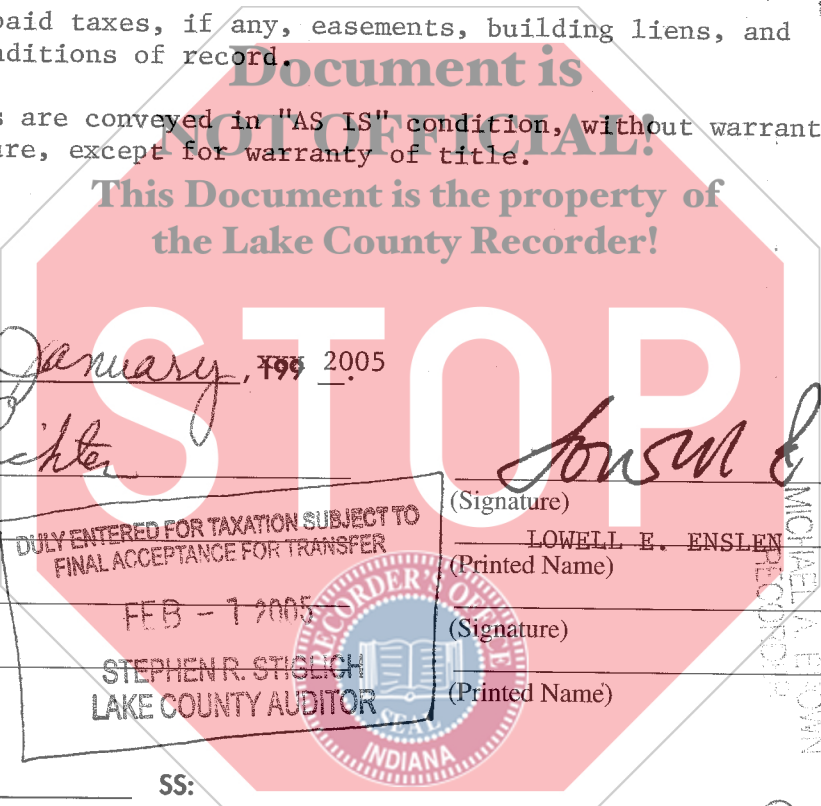 paid taxes, if any, easements, building liens, and
nditions of record.
Document is
s are conveyed in "AS IS" condition, without warrant
NOT OFFICIAL!
ure, except for warranty of title.
This Document is the property of
the Lake County Recorder!
STOP
January, 199 2005.
ichter
(Signature)
LOWELL E. ENSLEN
(Printed Name)
(Signature)
(Printed Name)
DULY ENTERED FOR TAXATION SUBJECT TO
FINAL ACCEPTANCE FOR TRANSFER
FEB - 1 2005
STEPHEN R. STIGLICH
LAKE COUNTY AUDITOR
RECORDER'S OFFICE
SEAL
INDIANA
MICHAEL A. BROWN
RECORDER
SS: